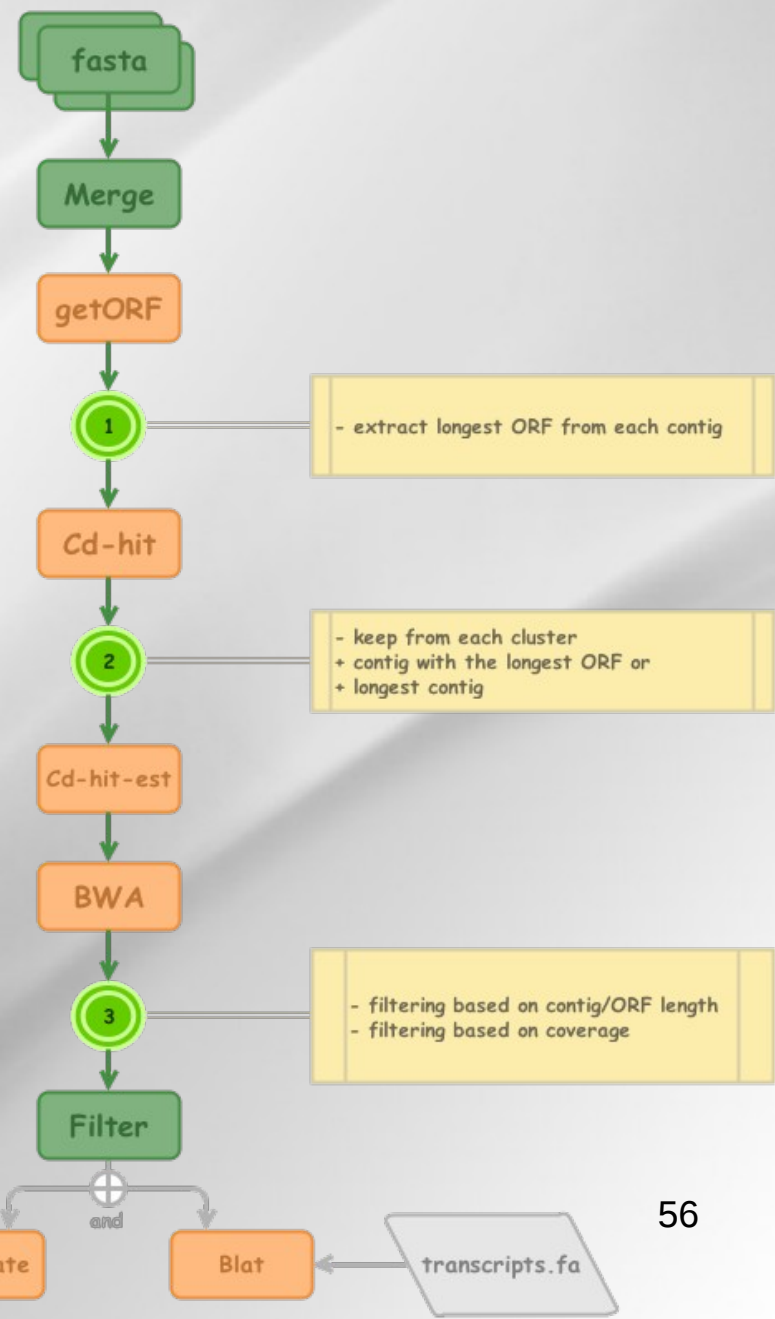 fasta
Merge
getORF
1
- extract longest ORF from each contig
Cd-hit
2
- keep from each cluster
+ contig with the longest ORF or
+ longest contig
Cd-hit-est
BWA
3
- filtering based on contig/ORF length
- filtering based on coverage
Filter
and
56
Blat
transcripts.fa